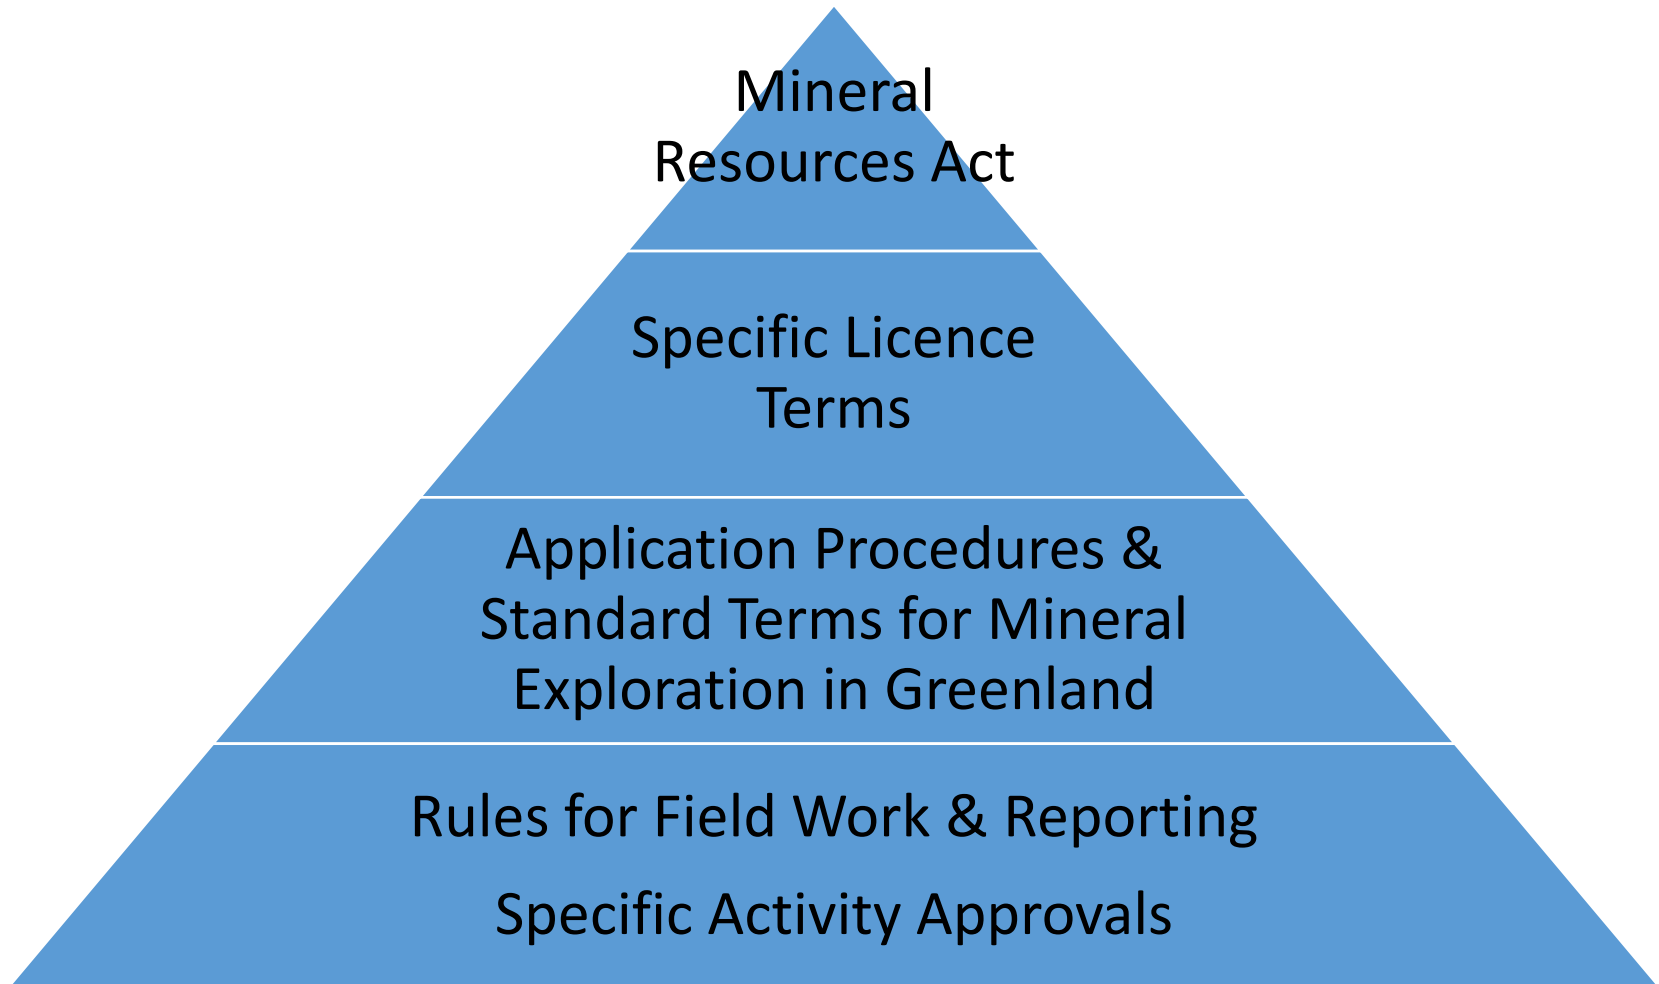 Mineral
Resources Act
Specific Licence
Terms
Application Procedures &
Standard Terms for Mineral
Exploration in Greenland
Rules for Field Work & Reporting
Specific Activity Approvals